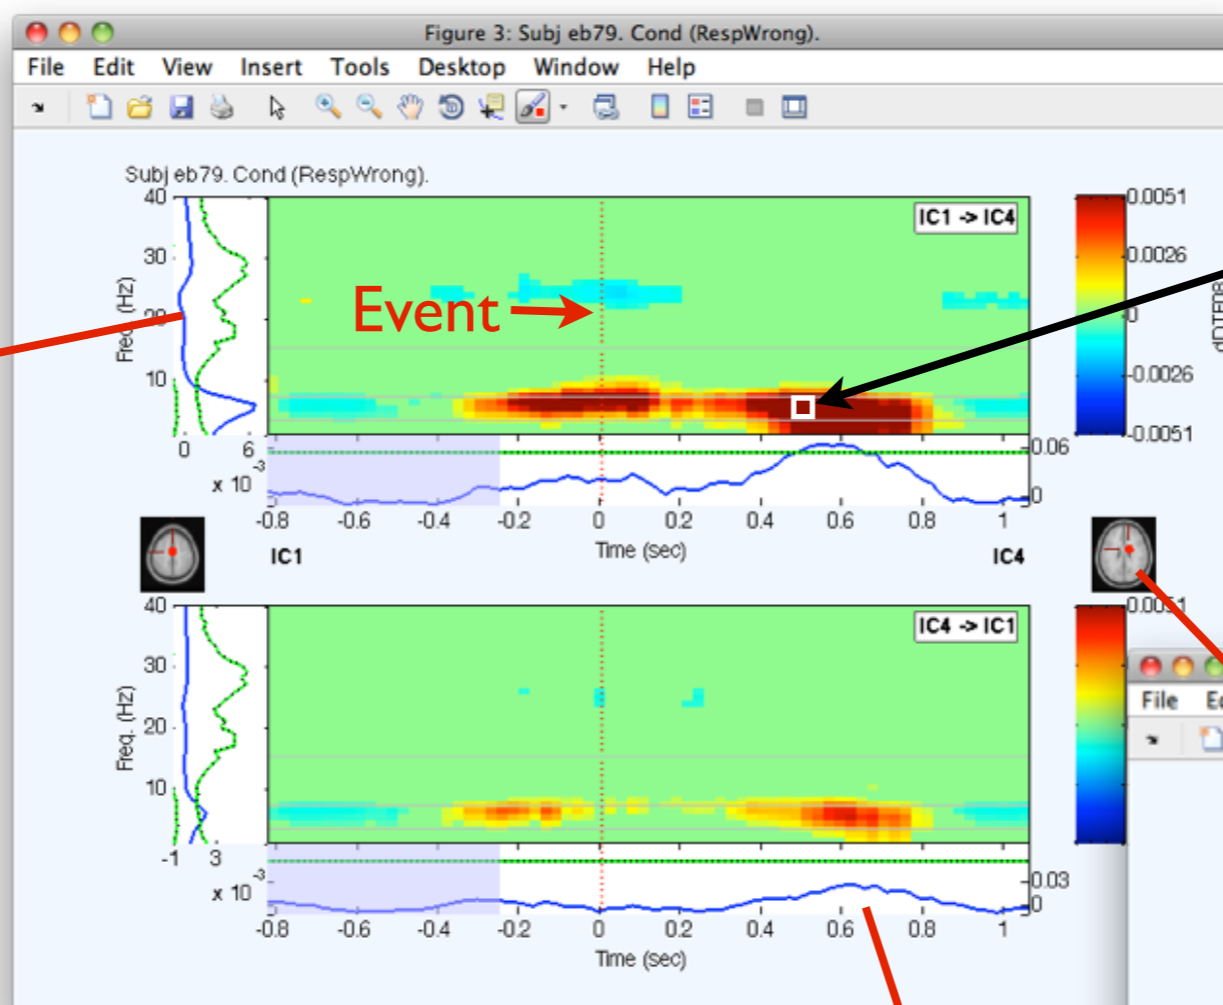 Figure 3: Subj eb79. Cond (RespWrong).
File Edit View Insert Tools Desktop Window Help
Subj eb79. Cond (RespWrong).
40
30
20
10
Freq. (Hz)
0 6
x 10
-3
IC1 -> IC4
Event
0.0051
0.0026
0
-0.0026
-0.0051
0.06
0
-0.8 -0.6 -0.4 -0.2 0 0.2 0.4 0.6 0.8 1
Time (sec)
IC1
IC4
40
30
20
10
Freq. (Hz)
-1 3
x 10
-3
IC4 -> IC1
0.0051
0.03
0
-0.8 -0.6 -0.4 -0.2 0 0.2 0.4 0.6 0.8 1
Time (sec)
File